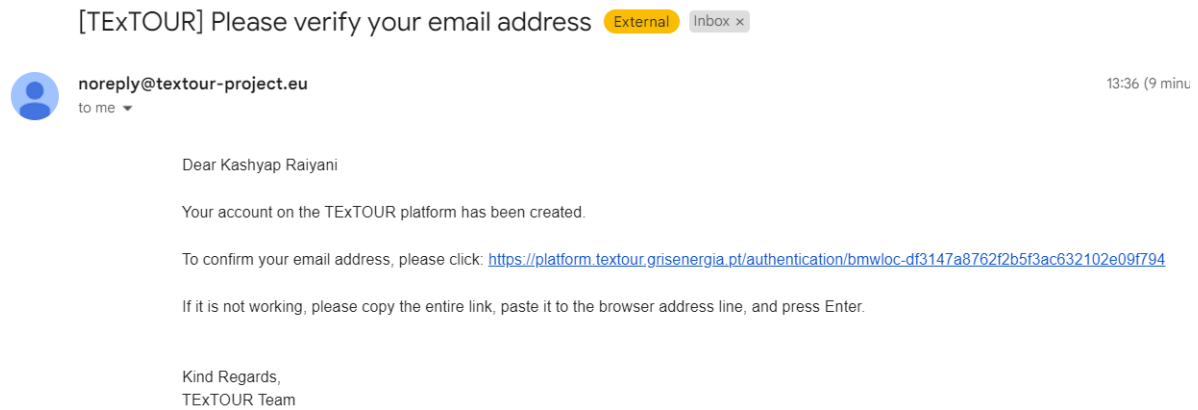 [TExTOUR] Please verify your email address External Inbox ×
noreply@textour-project.eu 13:36 (9 minu
to me
Dear Kashyap Raiyani
Your account on the TExTOUR platform has been created.
To confirm your email address, please click: https://platform.textour.grisenergia.pt/authentication/bmwloc-df3147a8762f2b5f3ac632102e09f794
If it is not working, please copy the entire link, paste it to the browser address line, and press Enter.
Kind Regards,
TExTOUR Team